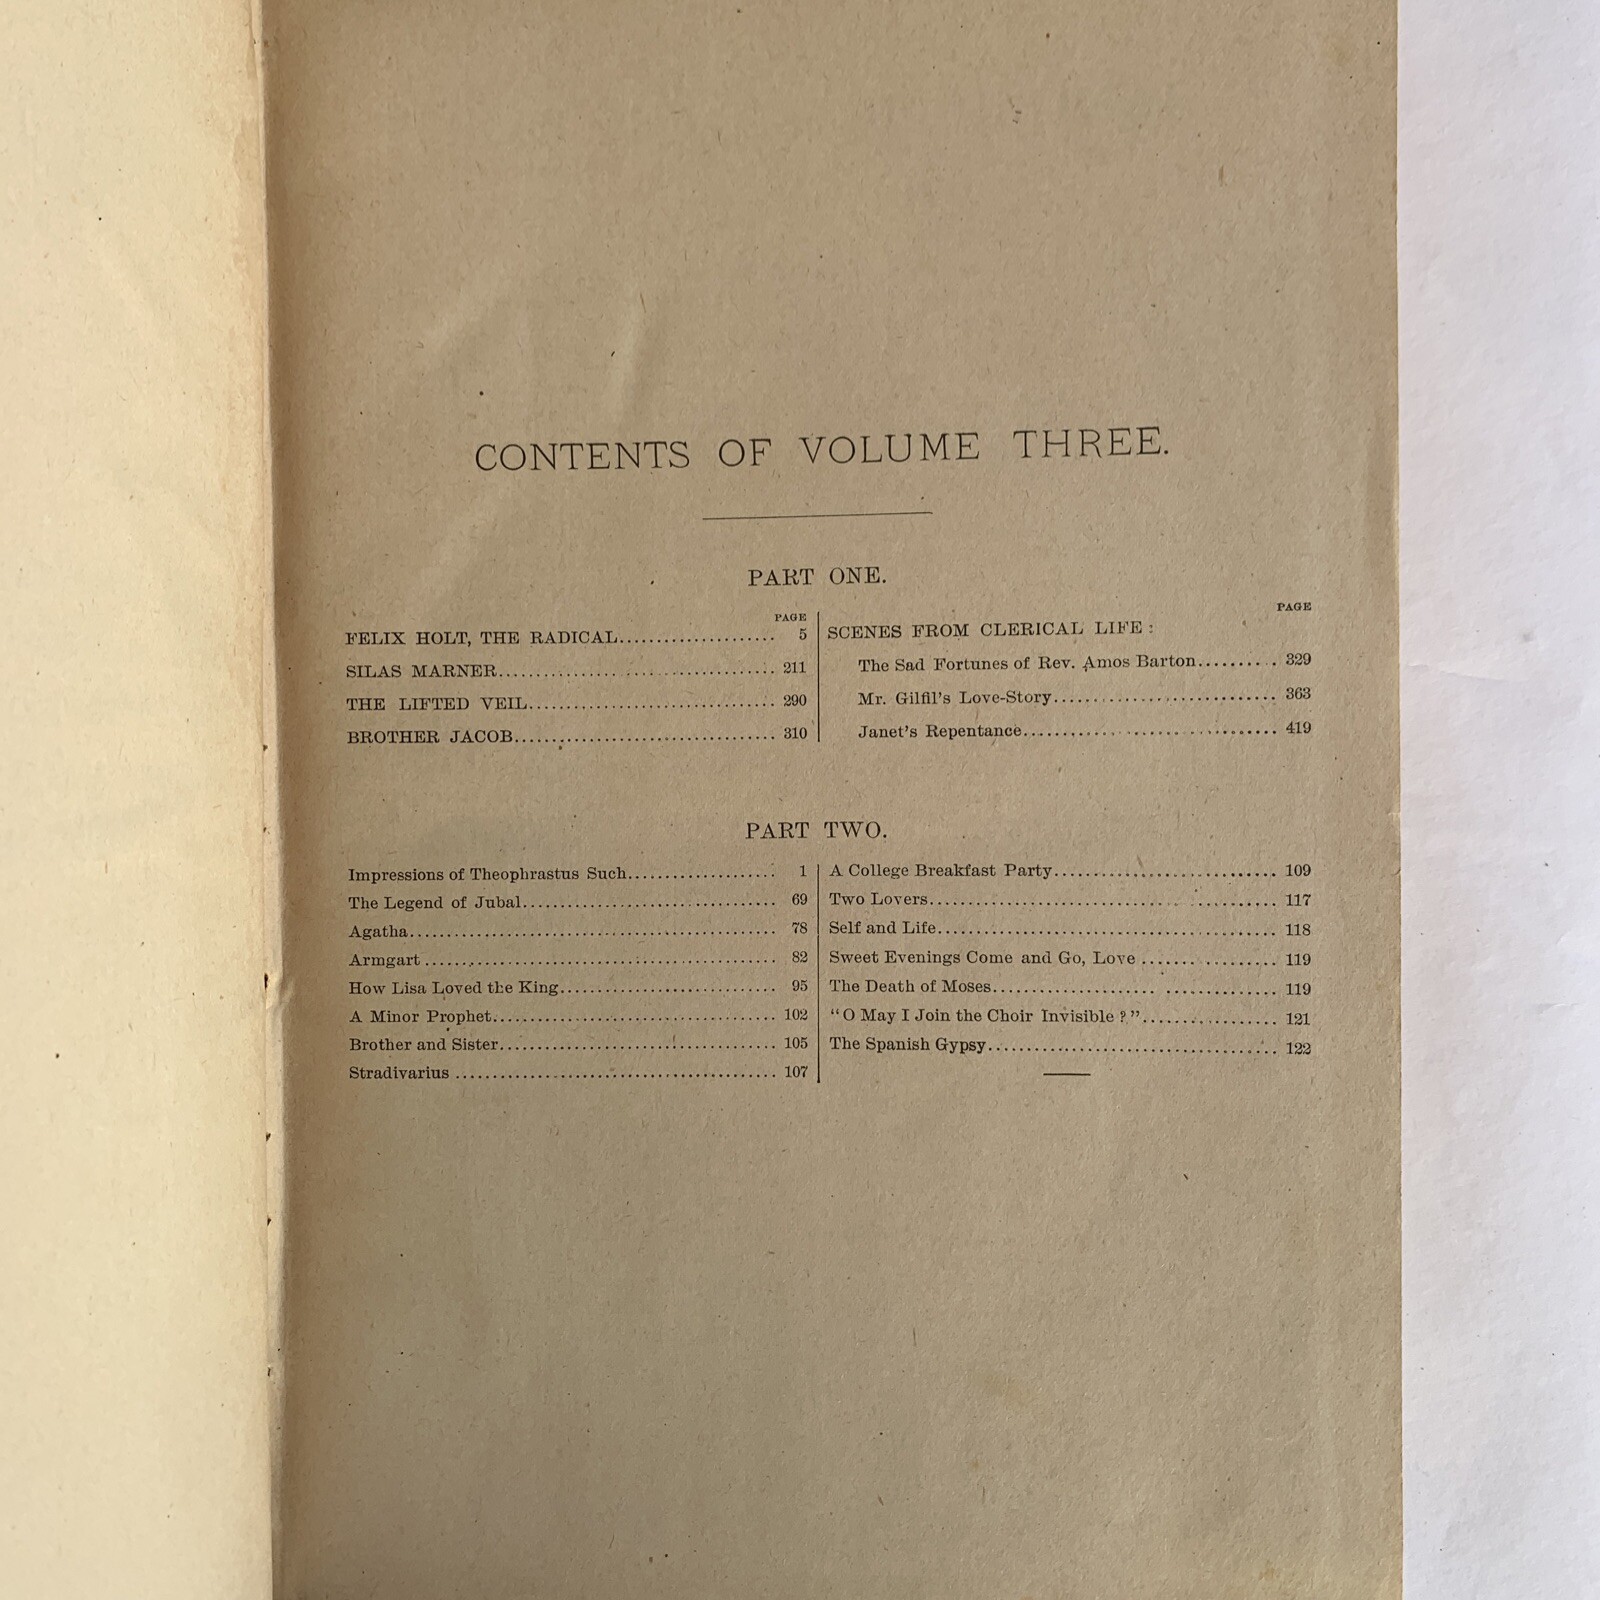 CONTENTS OF VOLUME THREE.
PART ONE.
PAGE
FELIX HOLT, THE RADICAL.................... 5
SILAS MARNER.................................. 211
THE LIFTED VEIL................................ 290
BROTHER JACOB................................. 310
PAGE
SCENES FROM CLERICAL LIFE:
The Sad Fortunes of Rev. Amos Barton.......... 329
Mr. Gilfil's Love-Story............................ 363
Janet's Repentance................................ 419
PART TWO.
Impressions of Theophrastus Such.................... 1
The Legend of Jubal.................................. 69
Agatha................................................ 78
Armgart .............................................. 82
How Lisa Loved the King............................ 95
A Minor Prophet..................................... 102
Brother and Sister.................................... 105
Stradivarius .......................................... 107
A College Breakfast Party............................ 109
Two Lovers........................................... 117
Self and Life.......................................... 118
Sweet Evenings Come and Go, Love ................. 119
The Death of Moses.................................. 119
"O May I Join the Choir Invisible?".................. 121
The Spanish Gypsy................................... 122